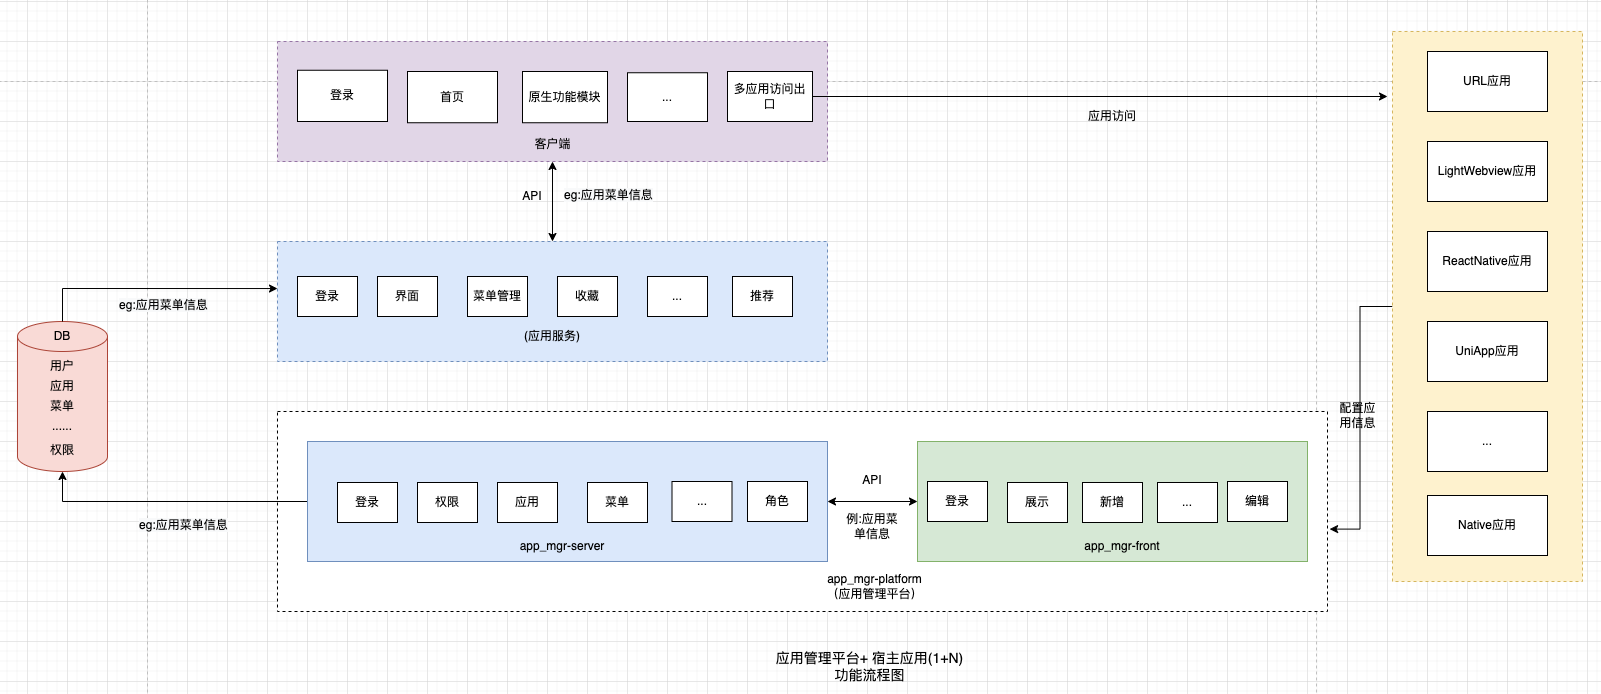 登录
首页
原生功能模块
...
多应用访问出
口
客户端
应用访问
API
eg:应用菜单信息
登录
界面
菜单管理
收藏
...
推荐
(应用服务)
eg:应用菜单信息
DB
用户
应用
菜单
......
权限
eg:应用菜单信息
登录
权限
应用
菜单
...
角色
app_mgr-server
API
例:应用菜
单信息
登录
展示
新增
...
编辑
app_mgr-front
app_mgr-platform
(应用管理平台)
配置应
用信息
URL应用
LightWebview应用
ReactNative应用
UniApp应用
...
Native应用
应用管理平台+ 宿主应用(1+N)
功能流程图